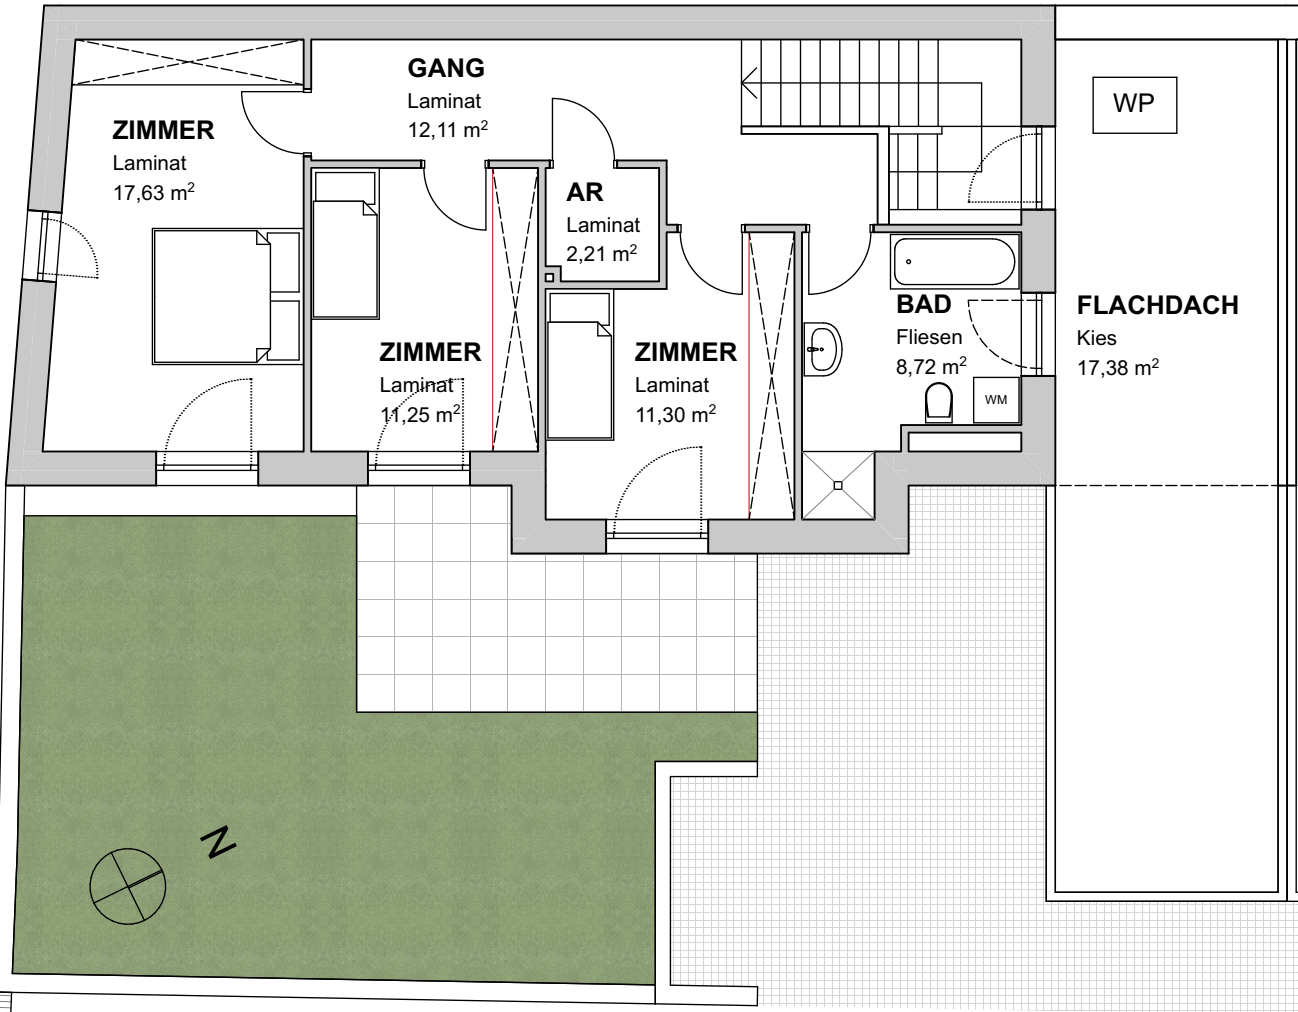 GANG
Laminat
12,11 m²
ZIMMER
Laminat
17,63 m²
WP
AR
Laminat
2,21 m²
ZIMMER
Laminat
11,25 m²
ZIMMER
Laminat
11,30 m²
BAD
Fliesen
8,72 m²
WM
FLACHDACH
Kies
17,38 m²
N